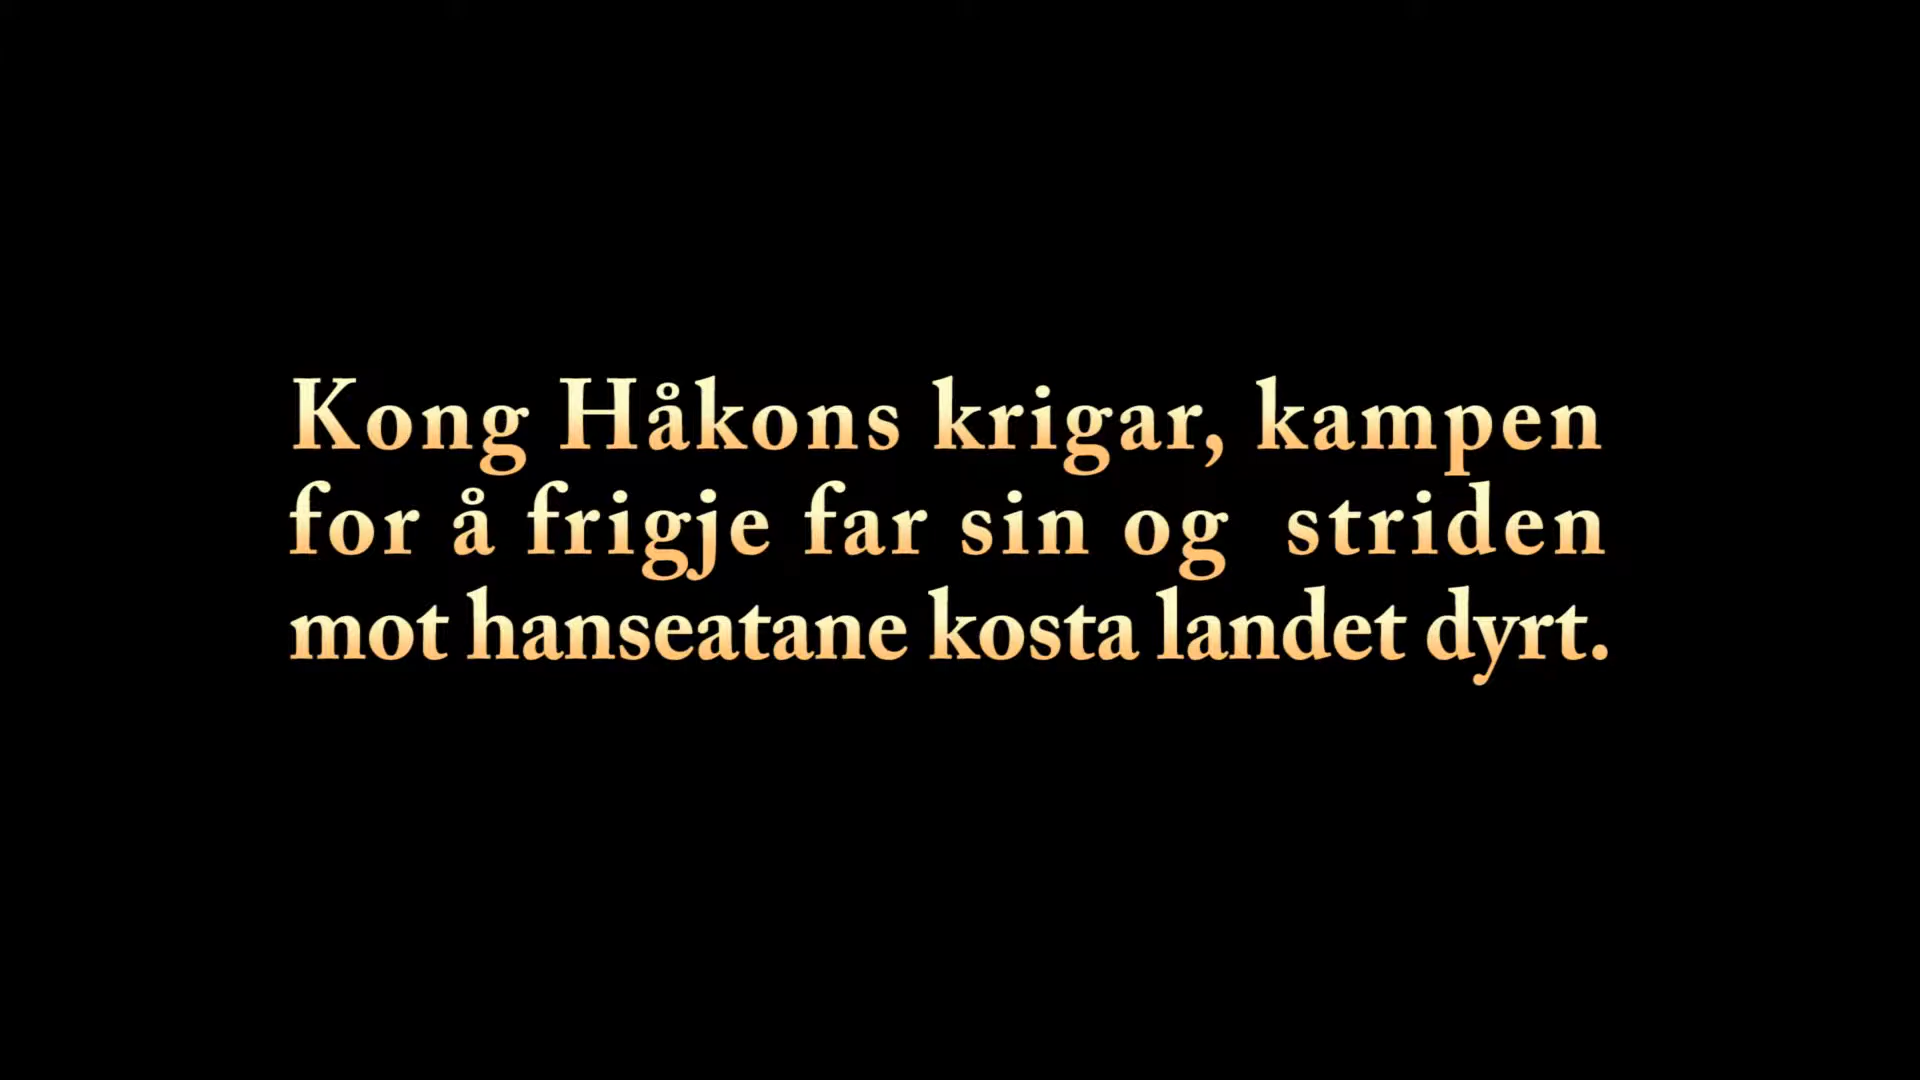 Kong Håkons krigar, kampen
for å frigje far sin og striden
mot hanseatane kosta landet dyrt.